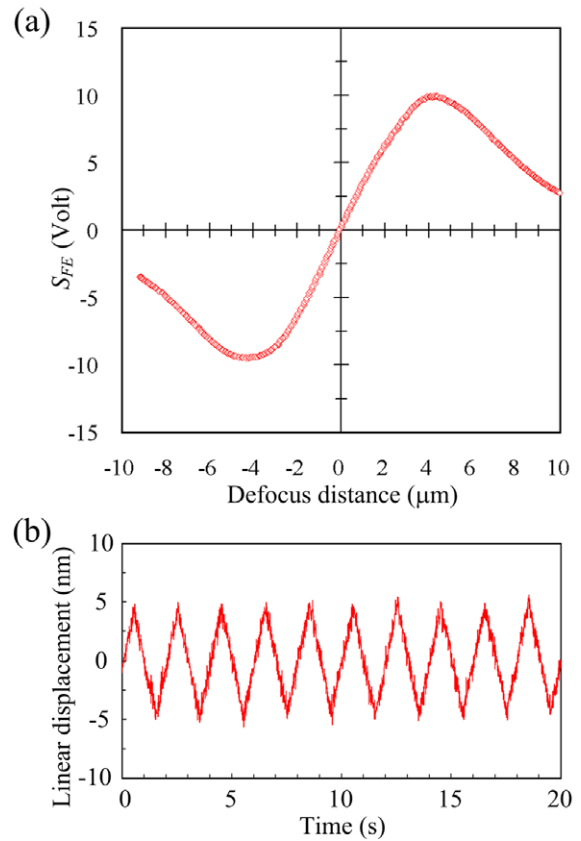 (a)
15
10
5
0
-5
-10
-15
S_FE (Volt)
-10 -8 -6 -4 -2 0 2 4 6 8 10
Defocus distance (μm)
(b)
10
5
0
-5
-10
Linear displacement (nm)
0 5 10 15 20
Time (s)